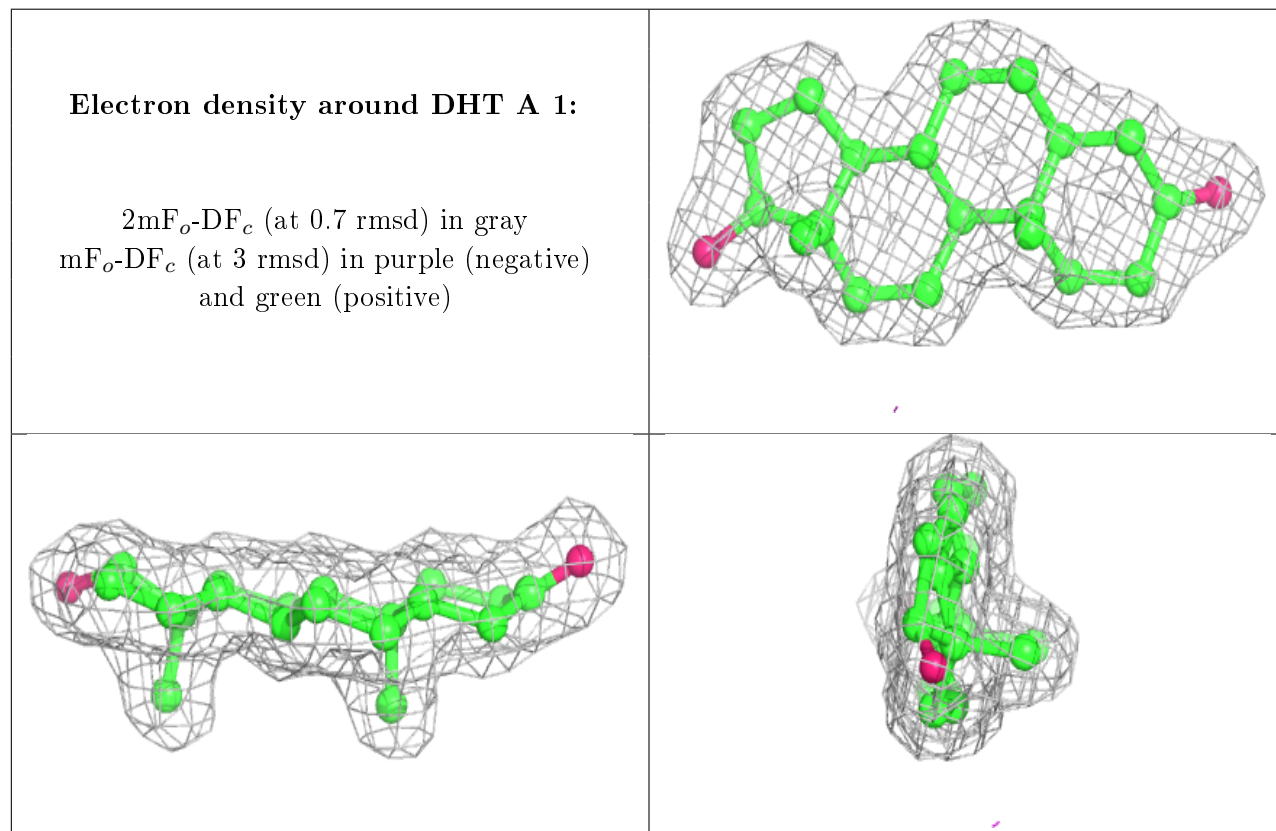 Electron density around DHT A 1:
2mFo-DFc (at 0.7 rmsd) in gray
mFo-DFc (at 3 rmsd) in purple (negative)
and green (positive)